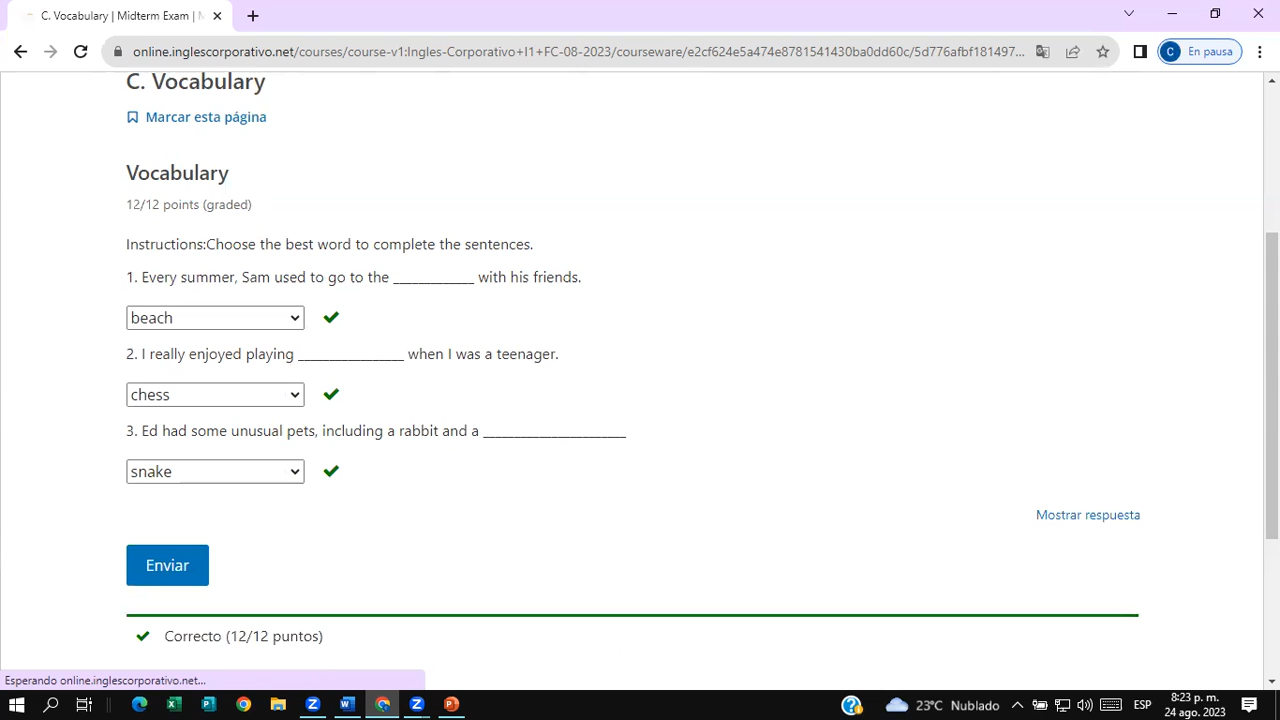 C. Vocabulary | Midterm Exam | M
online.inglescorporativo.net/courses/course-v1:Ingles-Corporativo+I1+FC-08-2023/courseware/e2cf624e5a474e8781541430ba0dd60c/5d776afbf181497...
C
En pausa
C. Vocabulary
Marcar esta página
Vocabulary
12/12 points (graded)
Instructions:Choose the best word to complete the sentences.
1. Every summer, Sam used to go to the _____________ with his friends.
beach
2. I really enjoyed playing _________________ when I was a teenager.
chess
3. Ed had some unusual pets, including a rabbit and a _______________________
snake
Mostrar respuesta
Enviar
Correcto (12/12 puntos)
Esperando online.inglescorporativo.net...
23°C Nublado
ESP
8:23 p. m.
24 ago. 2023